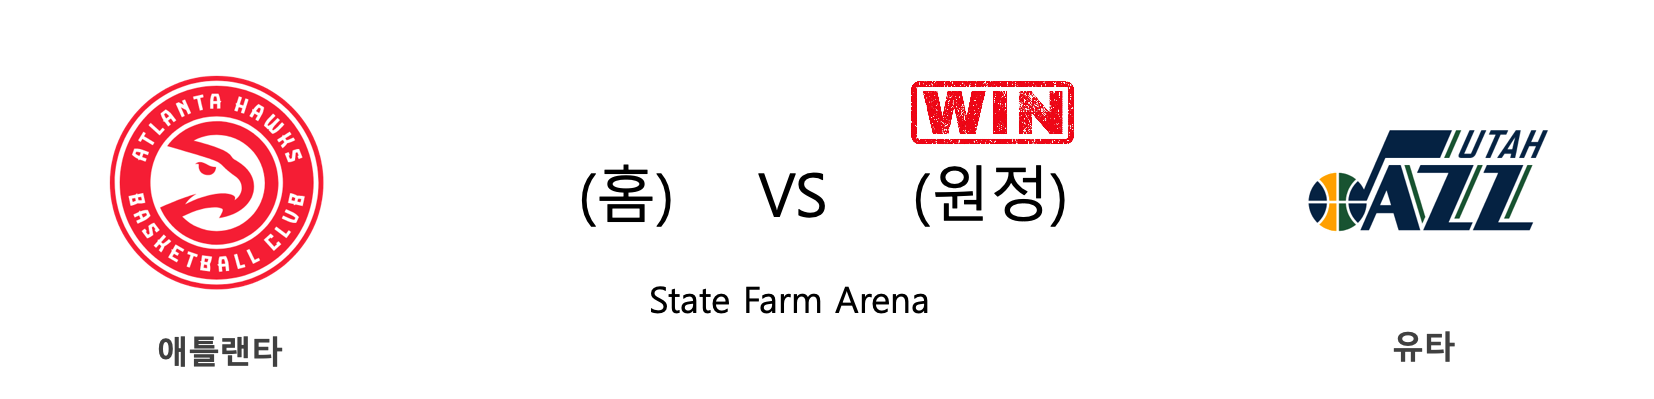 ATLANTA HAWKS
BASKETBALL CLUB
애틀랜타
WIN
(홈) VS (원정)
State Farm Arena
UTAH
JAZZ
유타